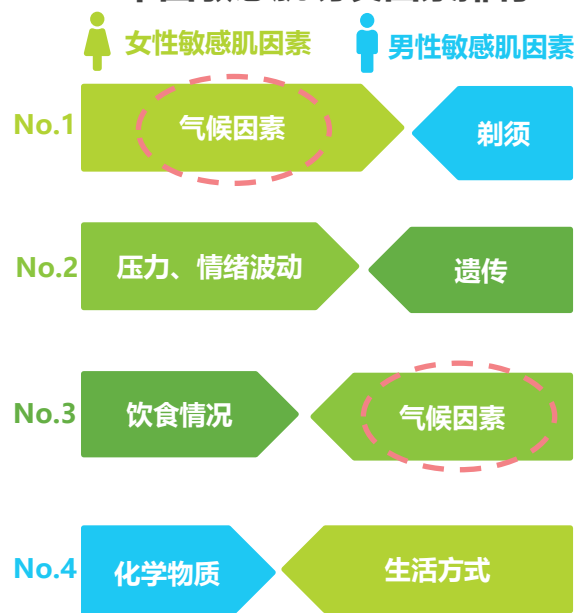 女性敏感肌因素 男性敏感肌因素
No.1 气候因素 剃须
No.2 压力、情绪波动 遗传
No.3 饮食情况 气候因素
No.4 化学物质 生活方式